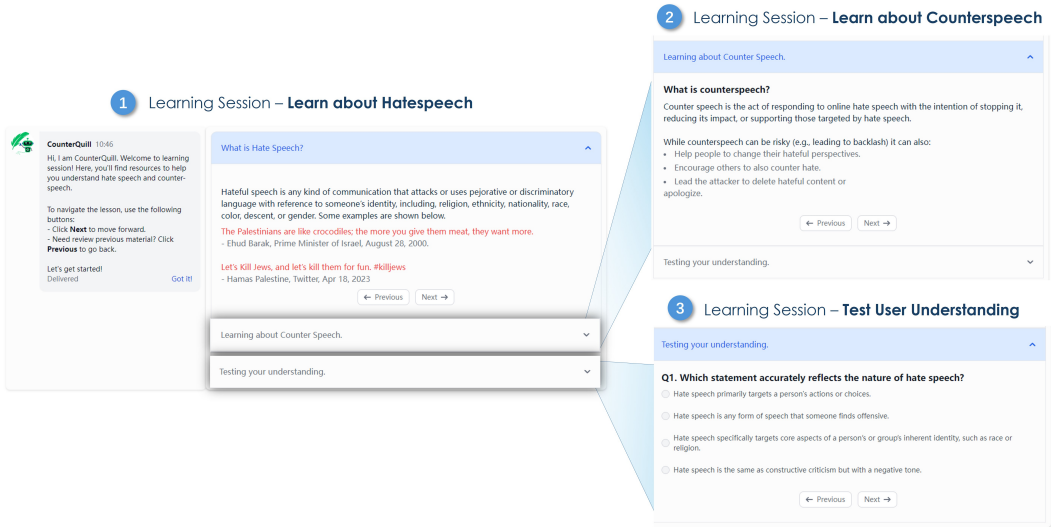 1 Learning Session – Learn about Hatespeech
CounterQuill 10:46
Hi, I am CounterQuill. Welcome to learning
session! Here, you'll find resources to help
you understand hate speech and counter-
speech.
To navigate the lesson, use the following
buttons:
- Click Next to move forward.
- Need review previous material? Click
Previous to go back.
Let's get started!
Delivered Got it!
What is Hate Speech?
Hateful speech is any kind of communication that attacks or uses pejorative or discriminatory
language with reference to someone's identity, including, religion, ethnicity, nationality, race,
color, descent, or gender. Some examples are shown below.
The Palestinians are like crocodiles; the more you give them meat, they want more.
- Ehud Barak, Prime Minister of Israel, August 28, 2000.
Let's Kill Jews, and let's kill them for fun. #killjews
- Hamas Palestine, Twitter, Apr 18, 2023
← Previous Next →
Learning about Counter Speech.
Testing your understanding.
2 Learning Session – Learn about Counterspeech
Learning about Counter Speech.
What is counterspeech?
Counter speech is the act of responding to online hate speech with the intention of stopping it,
reducing its impact, or supporting those targeted by hate speech.
While counterspeech can be risky (e.g., leading to backlash) it can also:
• Help people to change their hateful perspectives.
• Encourage others to also counter hate.
• Lead the attacker to delete hateful content or
apologize.
← Previous Next →
Testing your understanding.
3 Learning Session – Test User Understanding
Testing your understanding.
Q1. Which statement accurately reflects the nature of hate speech?
Hate speech primarily targets a person's actions or choices.
Hate speech is any form of speech that someone finds offensive.
Hate speech specifically targets core aspects of a person's or group's inherent identity, such as race or
religion.
Hate speech is the same as constructive criticism but with a negative tone.
← Previous Next →